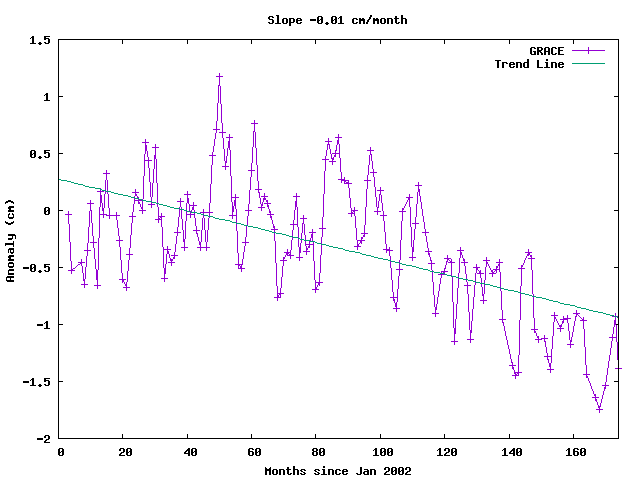 Slope -0.01 cm/month
GRACE
Trend Line
1.5
1
0.5
0
-0.5
-1
-1.5
-2
Anomaly (cm)
0 20 40 60 80 100 120 140 160
Months since Jan 2002